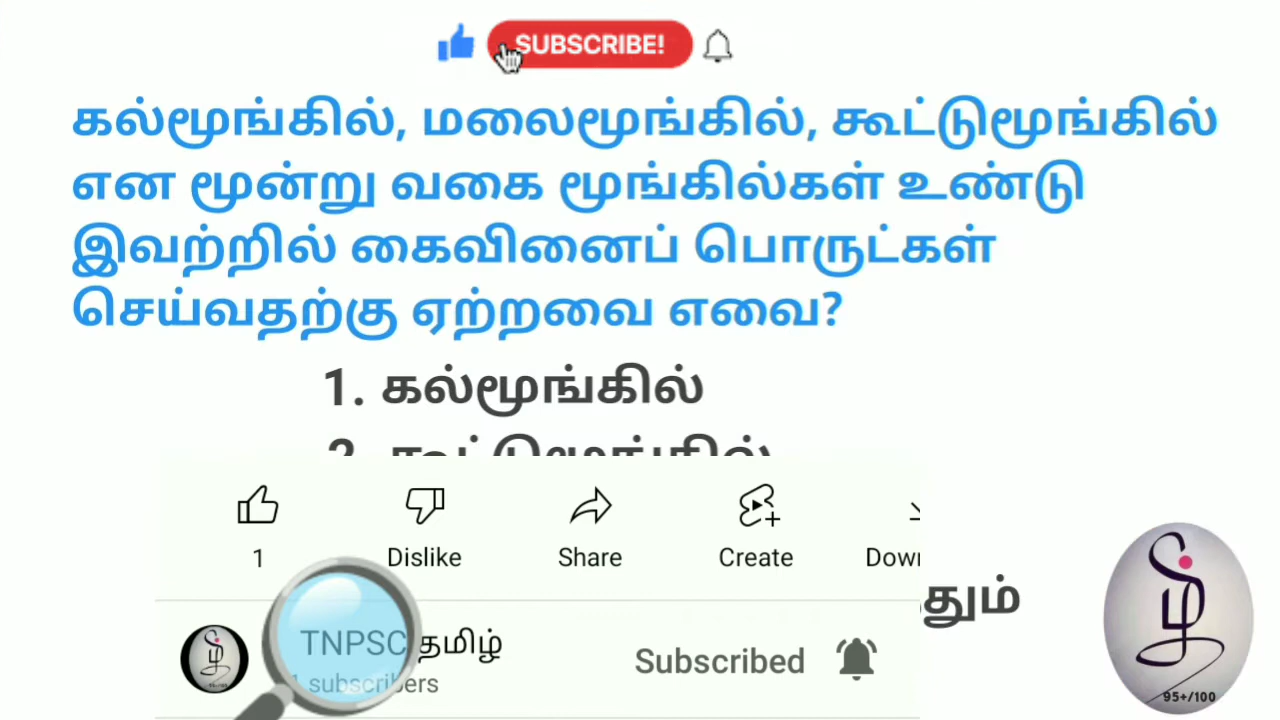 SUBSCRIBE!
கல்மூங்கில், மலைமூங்கில், கூட்டுமூங்கில்
என மூன்று வகை மூங்கில்கள் உண்டு
இவற்றில் கைவினைப் பொருட்கள்
செய்வதற்கு ஏற்றவை எவை?
1. கல்மூங்கில்
2. கூட்டுமூங்கில்
1
Dislike
Share
Create
TNPSC தமிழ்
Subscribed
subscribers
ழி
95+/100